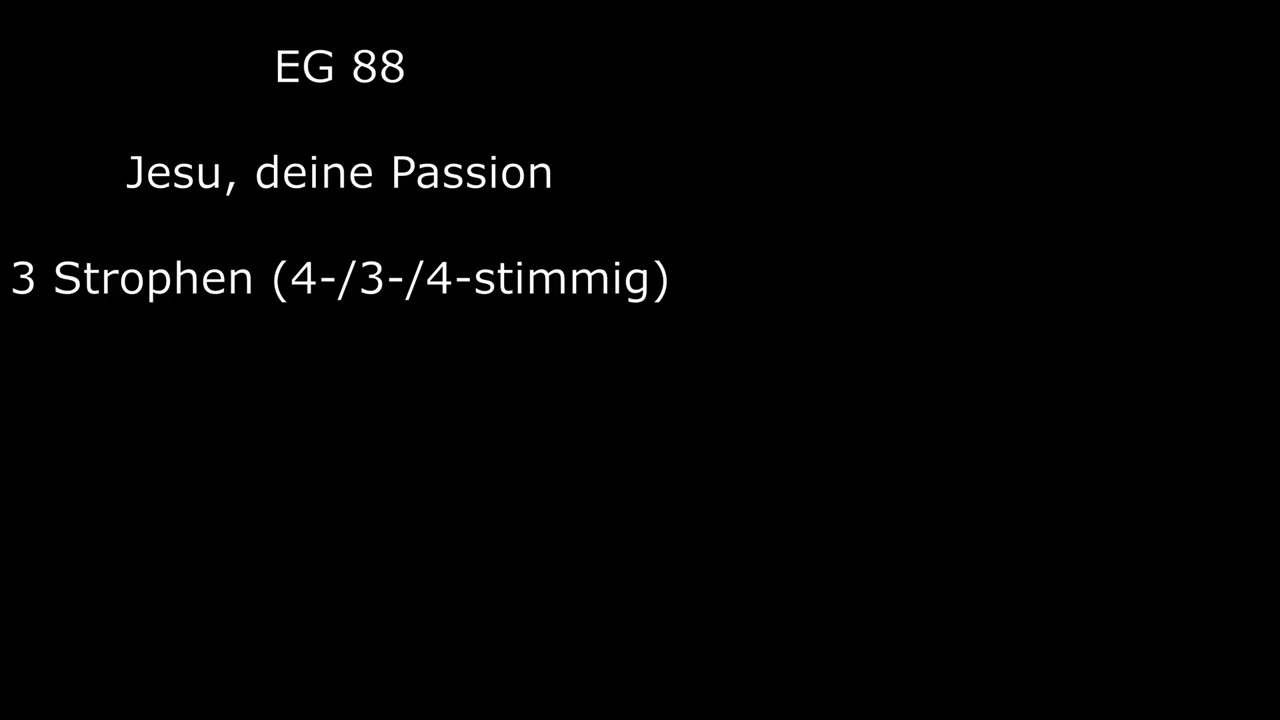 EG 88
Jesu, deine Passion
3 Strophen (4-/3-/4-stimmig)